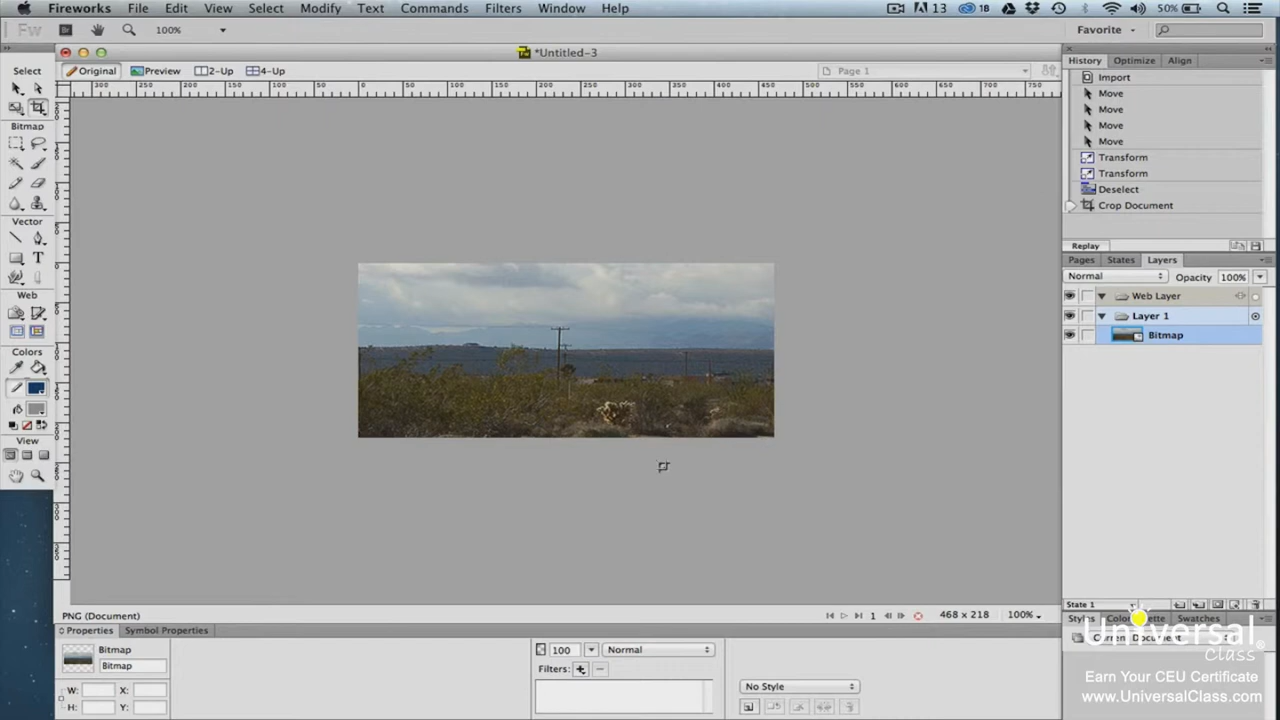 Fireworks File Edit View Select Modify Text Commands Filters Window Help 13 18 50%
Fw Br 100% Favorite
*Untitled-3
Original Preview 2-Up 4-Up Page 1
Select
Bitmap
Vector
Web
Colors
View
History Optimize Align
Import
Move
Move
Move
Move
Transform
Transform
Deselect
Crop Document
Replay
Pages States Layers
Normal Opacity 100%
Web Layer
Layer 1
Bitmap
State 1
Styles Swatches
PNG (Document) 1 468 x 218 100%
Properties Symbol Properties
Bitmap
Bitmap
W: X:
H: Y:
100 Normal
Filters:
No Style
Universal
Class
®
Earn Your CEU Certificate
www.UniversalClass.com